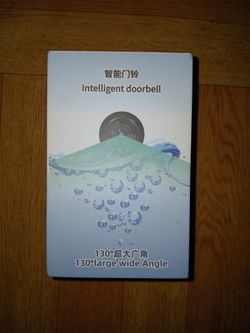 智能门铃
Intelligent doorbell
130°超大广角
130°large wide Angle